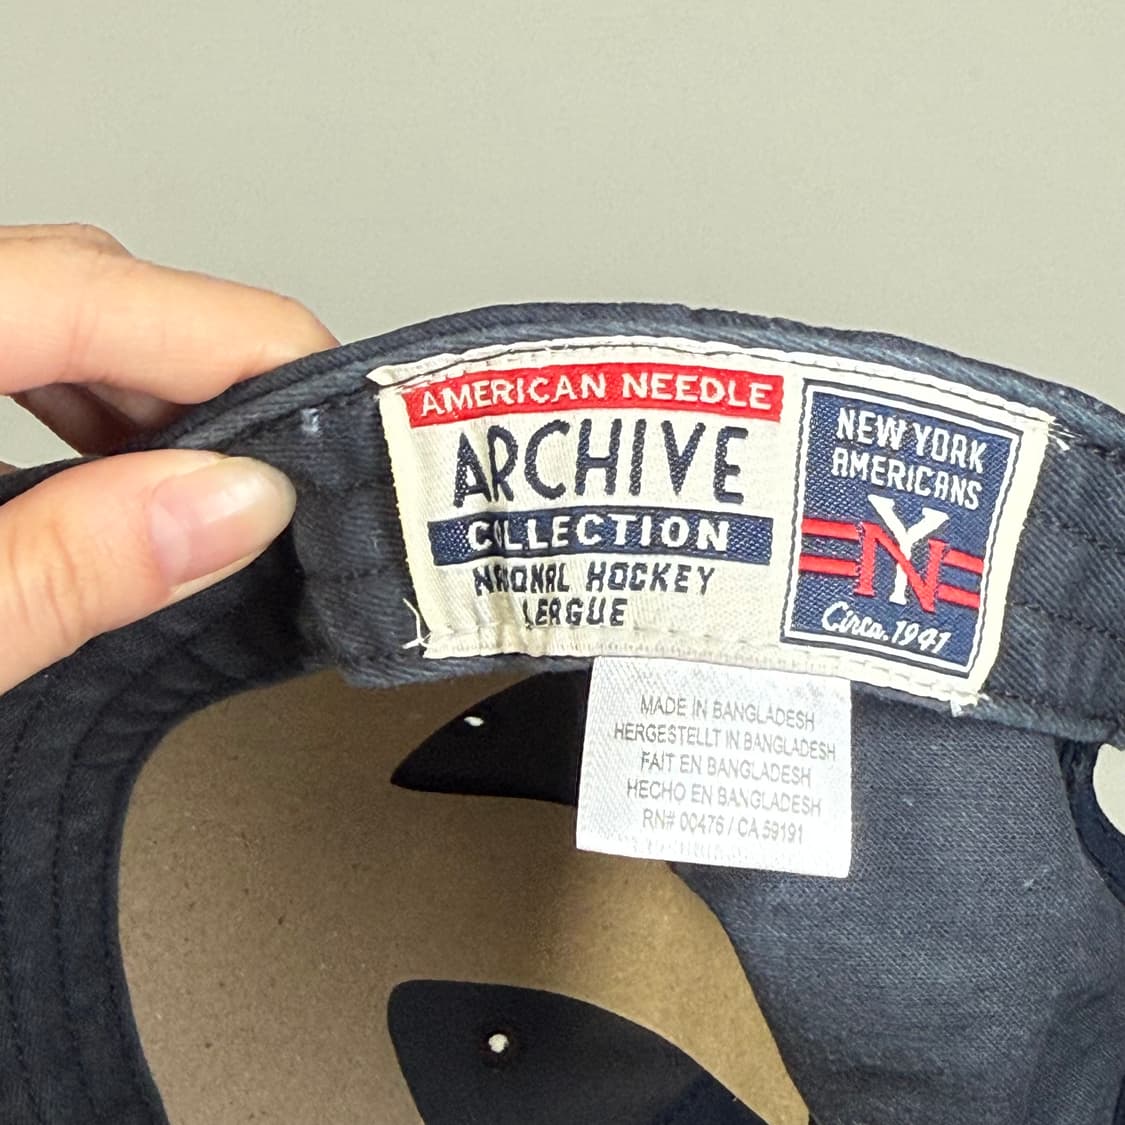 AMERICAN NEEDLE
ARCHIVE
COLLECTION
NATIONAL HOCKEY
LEAGUE
NEW YORK
AMERICANS
NY
Circa. 1941
MADE IN BANGLADESH
HERGESTELLT IN BANGLADESH
FAIT EN BANGLADESH
HECHO EN BANGLADESH
RN# 00476 / CA 59191